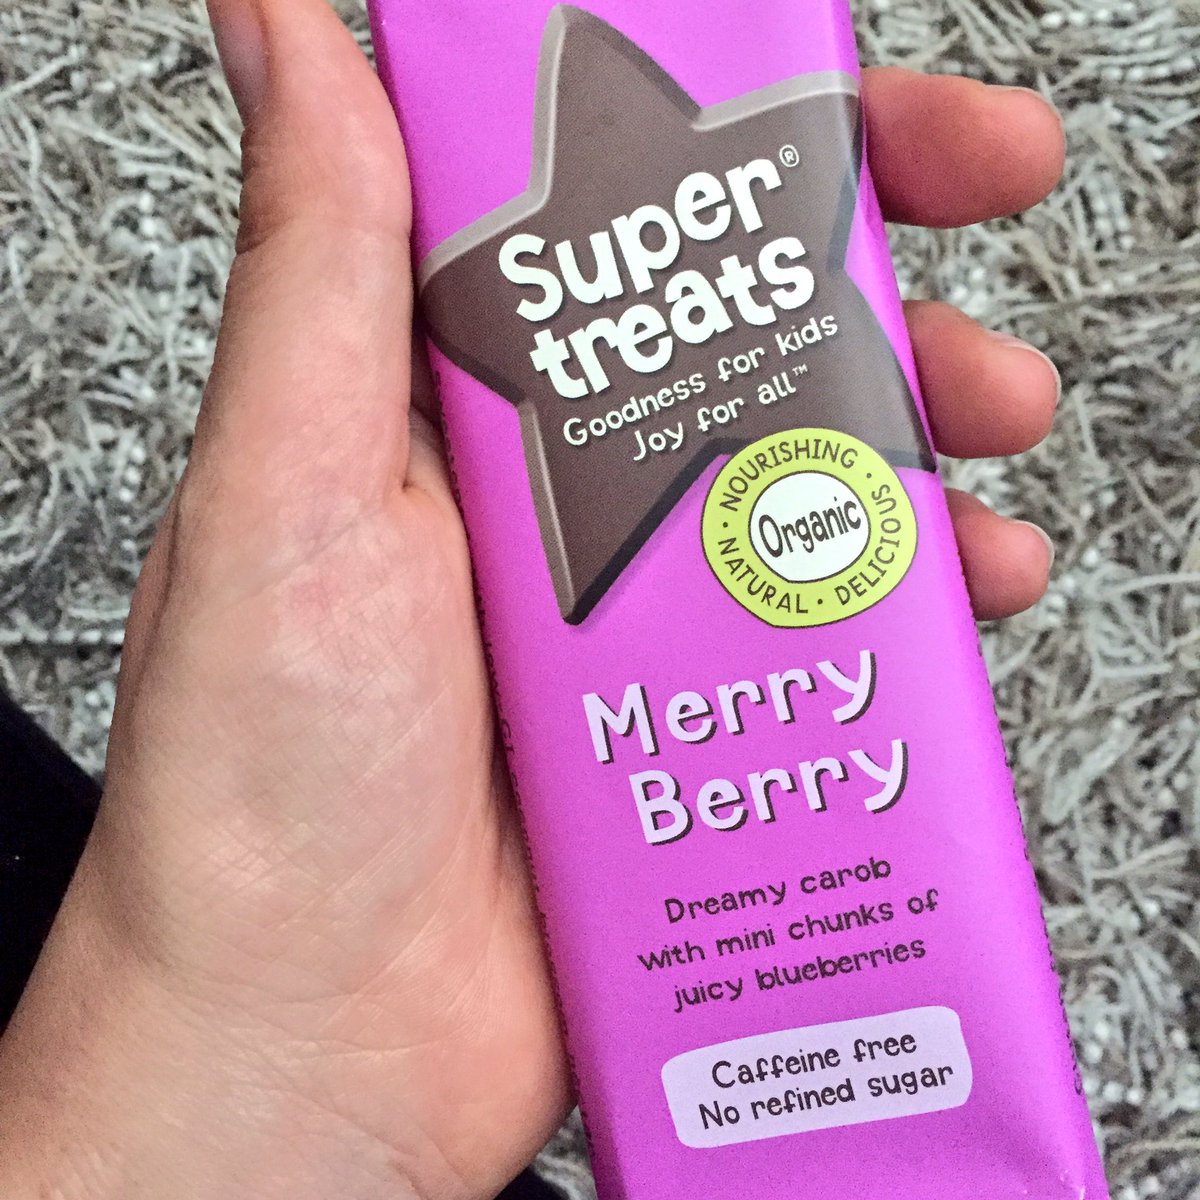 Super®
treats
Goodness for kids
Joy for all™
NOURISHING · DELICIOUS · NATURAL ·
Organic
Merry
Berry
Dreamy carob
with mini chunks of
juicy blueberries
Caffeine free
No refined sugar